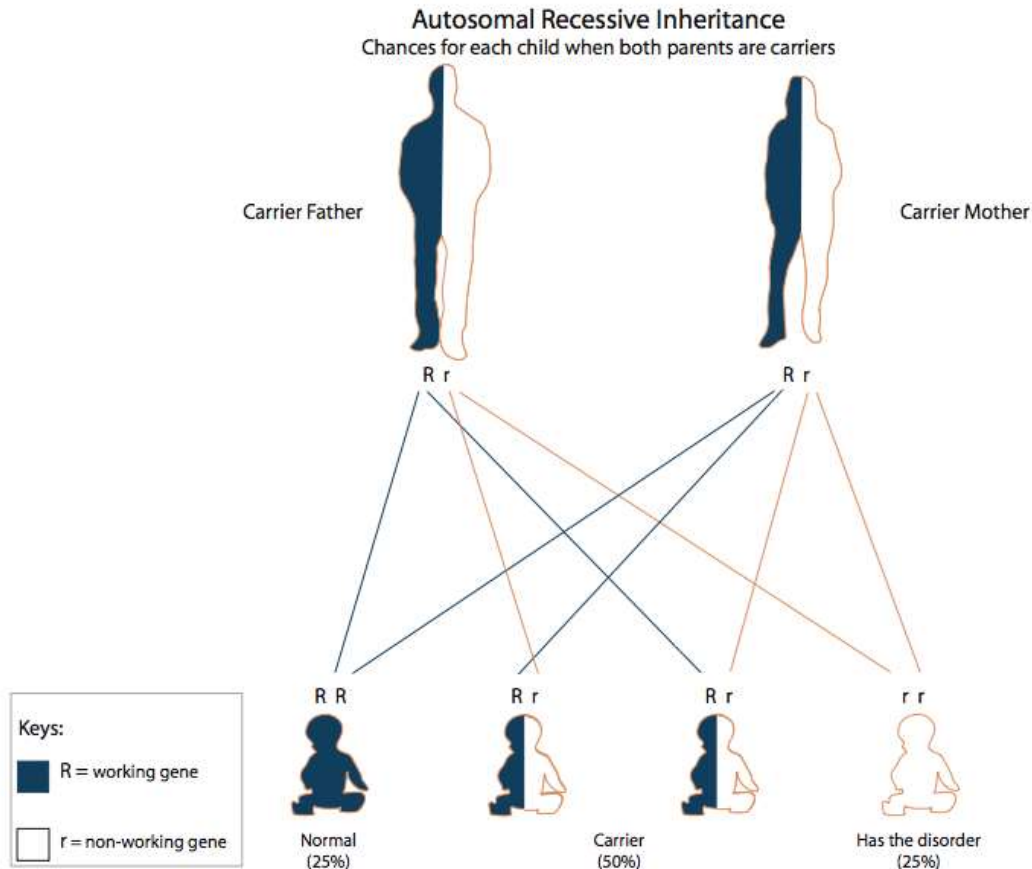 Autosomal Recessive Inheritance
Chances for each child when both parents are carriers
Carrier Father
Carrier Mother
R r
R r
R R
R r
R r
r r
Keys:
R = working gene
r = non-working gene
Normal
(25%)
Carrier
(50%)
Has the disorder
(25%)